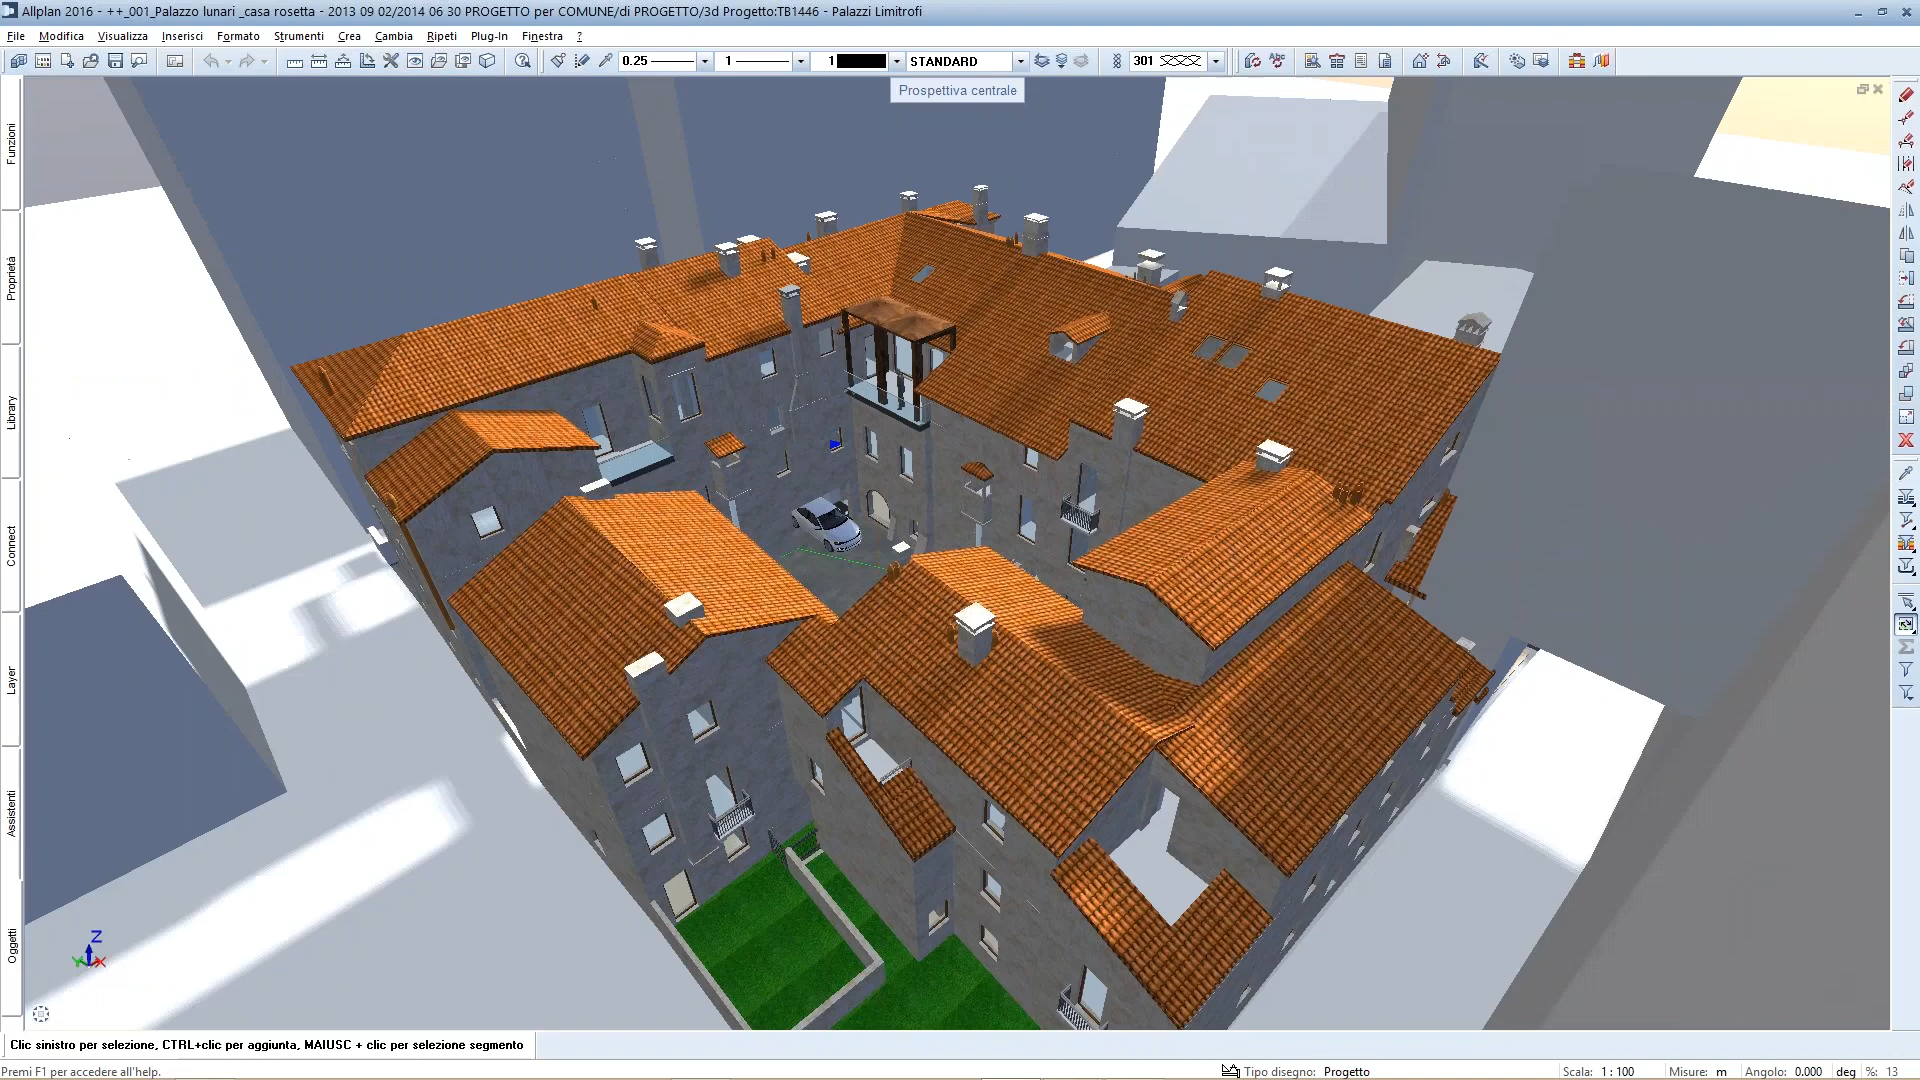 Allplan 2016 - ++_001_Palazzo lunari _casa rosetta - 2013 09 02/2014 06 30 PROGETTO per COMUNE/di PROGETTO/3d Progetto:TB1446 - Palazzi Limitrofi
File Modifica Visualizza Inserisci Formato Strumenti Crea Cambia Ripeti Plug-In Finestra ?
0.25 1 1 STANDARD 301
Prospettiva centrale
Funzioni
Proprietà
Library
Connect
Layer
Assistenti
Oggetti
Z
Y X
Clic sinistro per selezione, CTRL+clic per aggiunta, MAIUSC + clic per selezione segmento
Premi F1 per accedere all'help. Tipo disegno: Progetto Scala: 1 : 100 Misure: m Angolo: 0.000 deg %: 13